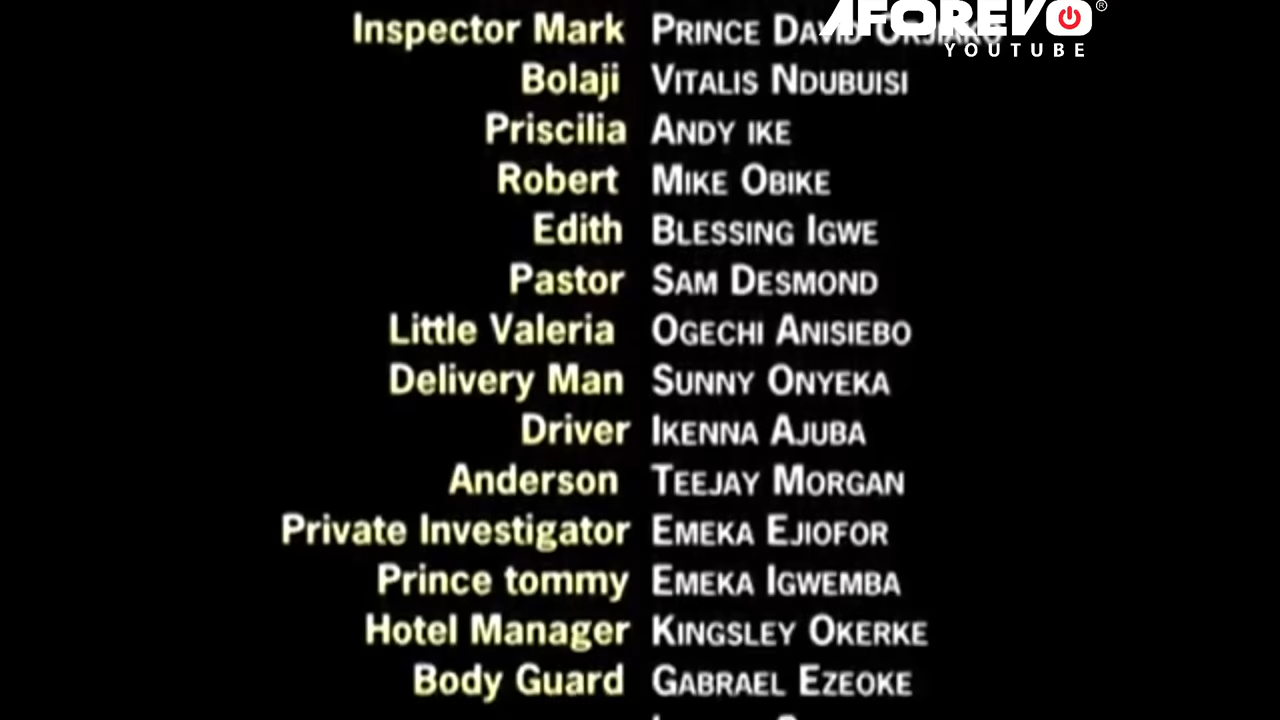 AFOREVO®
YOUTUBE
Inspector Mark PRINCE DAVID
Bolaji VITALIS NDUBUISI
Priscilia ANDY IKE
Robert MIKE OBIKE
Edith BLESSING IGWE
Pastor SAM DESMOND
Little Valeria OGECHI ANISIEBO
Delivery Man SUNNY ONYEKA
Driver IKENNA AJUBA
Anderson TEEJAY MORGAN
Private Investigator EMEKA EJIOFOR
Prince tommy EMEKA IGWEMBA
Hotel Manager KINGSLEY OKERKE
Body Guard GABRAEL EZEOKE